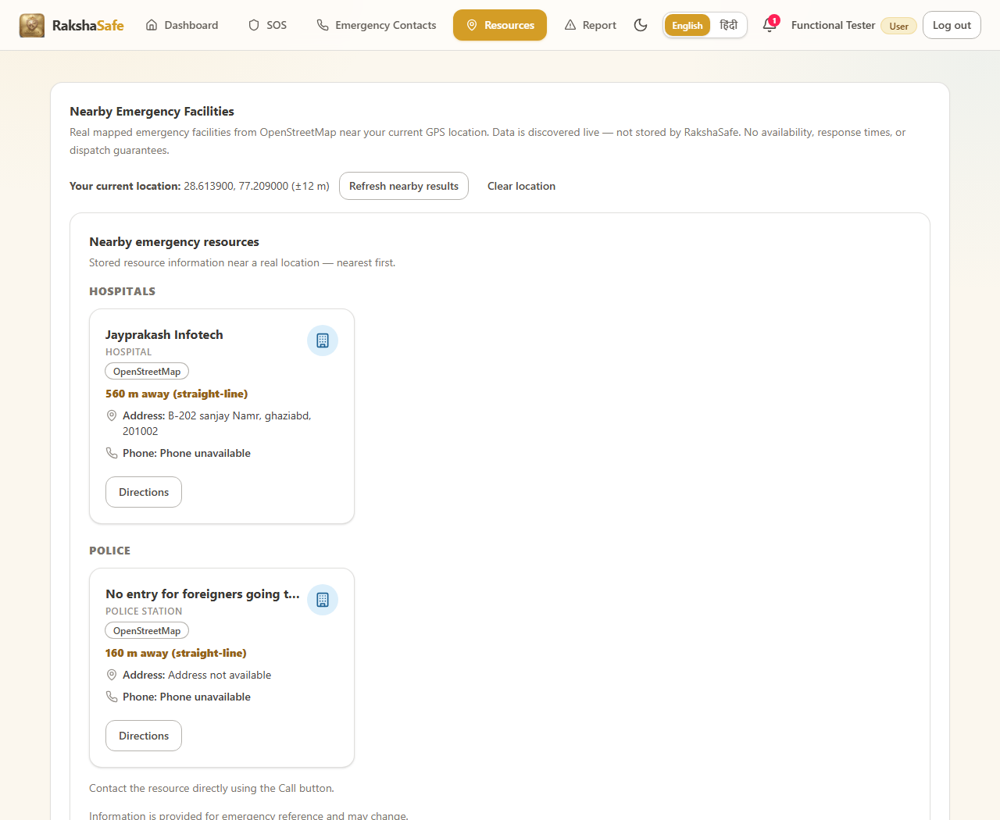 RakshaSafe
Dashboard
SOS
Emergency Contacts
Resources
Report
English
हिंदी
1
Functional Tester
User
Log out
Nearby Emergency Facilities
Real mapped emergency facilities from OpenStreetMap near your current GPS location. Data is discovered live — not stored by RakshaSafe. No availability, response times, or
dispatch guarantees.
Your current location: 28.613900, 77.209000 (±12 m)
Refresh nearby results
Clear location
Nearby emergency resources
Stored resource information near a real location — nearest first.
HOSPITALS
Jayprakash Infotech
HOSPITAL
OpenStreetMap
560 m away (straight-line)
Address: B-202 sanjay Namr, ghaziabd,
201002
Phone: Phone unavailable
Directions
POLICE
No entry for foreigners going t...
POLICE STATION
OpenStreetMap
160 m away (straight-line)
Address: Address not available
Phone: Phone unavailable
Directions
Contact the resource directly using the Call button.
Information is provided for emergency reference and may change.